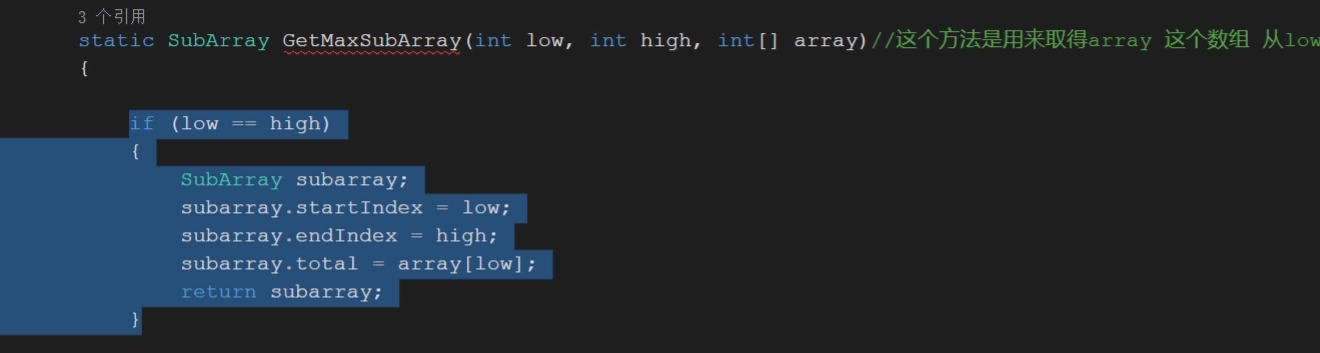 3 个引用
static SubArray GetMaxSubArray(int low, int high, int[] array)//这个方法是用来取得array 这个数组 从low
{
if (low == high)
{
SubArray subarray;
subarray.startIndex = low;
subarray.endIndex = high;
subarray.total = array[low];
return subarray;
}